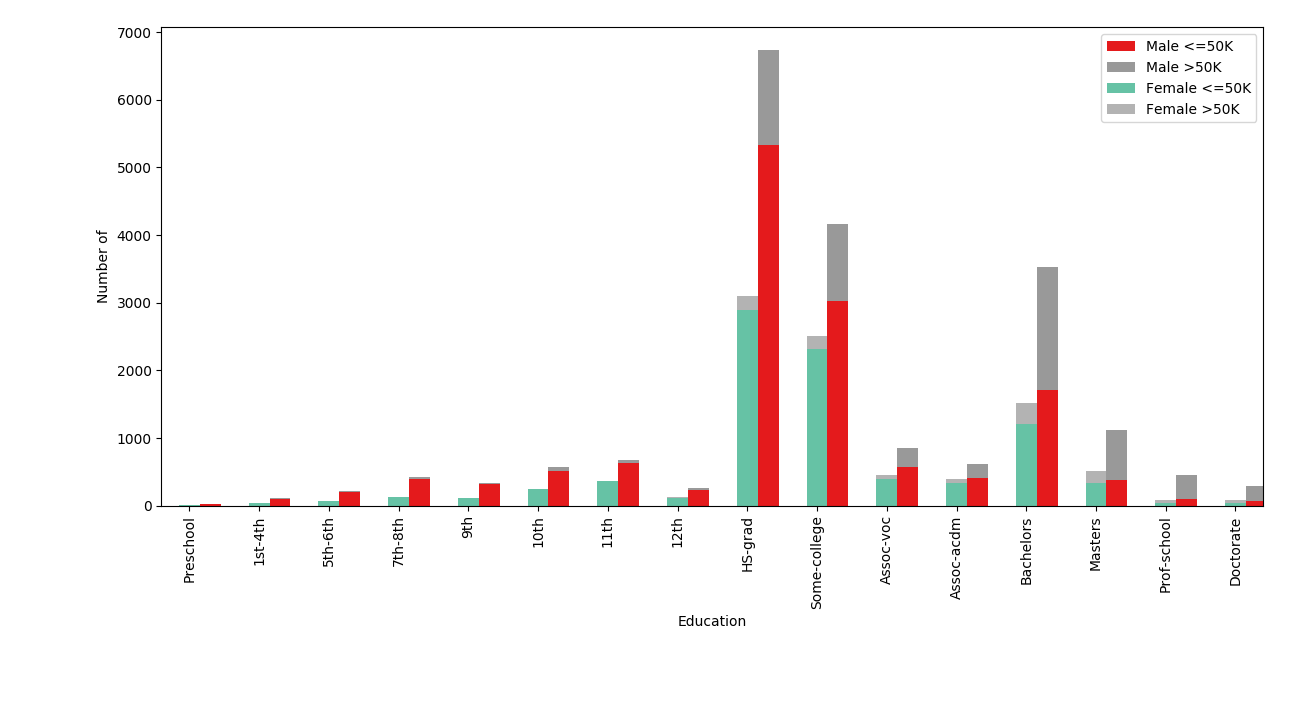 7000
6000
5000
4000
3000
2000
1000
0
Number of
Male <=50K
Male >50K
Female <=50K
Female >50K
Preschool
1st-4th
5th-6th
7th-8th
9th
10th
11th
12th
HS-grad
Some-college
Assoc-voc
Assoc-acdm
Bachelors
Masters
Prof-school
Doctorate
Education